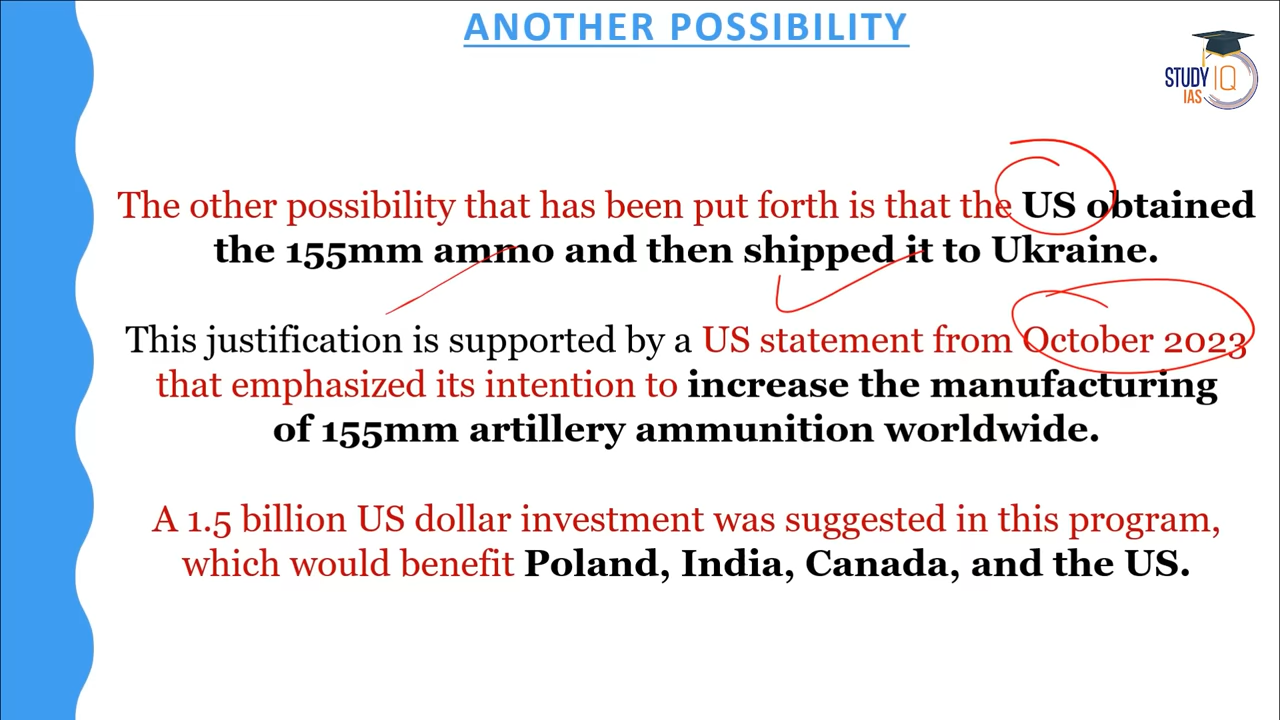 ANOTHER POSSIBILITY
STUDY IQ
IAS
The other possibility that has been put forth is that the US obtained
the 155mm ammo and then shipped it to Ukraine.
This justification is supported by a US statement from October 2023
that emphasized its intention to increase the manufacturing
of 155mm artillery ammunition worldwide.
A 1.5 billion US dollar investment was suggested in this program,
which would benefit Poland, India, Canada, and the US.